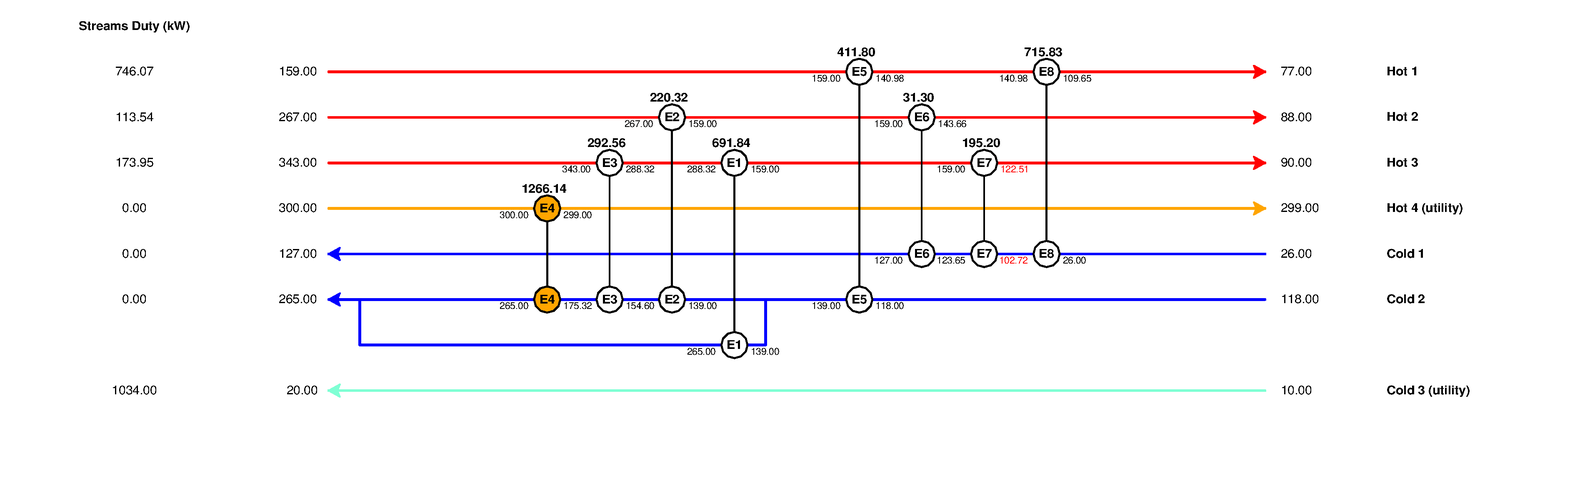 Streams Duty (kW)
411.80 715.83
746.07 159.00 E5 E8 77.00 Hot 1
159.00 140.98 140.98 109.65
220.32 31.30
113.54 267.00 E2 E6 88.00 Hot 2
267.00 159.00 159.00 143.66
292.56 691.84 195.20
173.95 343.00 E3 E1 E7 90.00 Hot 3
343.00 288.32 288.32 159.00 159.00 122.51
1266.14
0.00 300.00 E4 299.00 Hot 4 (utility)
300.00 299.00
0.00 127.00 E6 E7 E8 26.00 Cold 1
127.00 123.65 102.72 26.00
0.00 265.00 E4 E3 E2 E5 118.00 Cold 2
265.00 175.32 154.60 139.00 139.00 118.00
E1
265.00 139.00
1034.00 20.00 10.00 Cold 3 (utility)